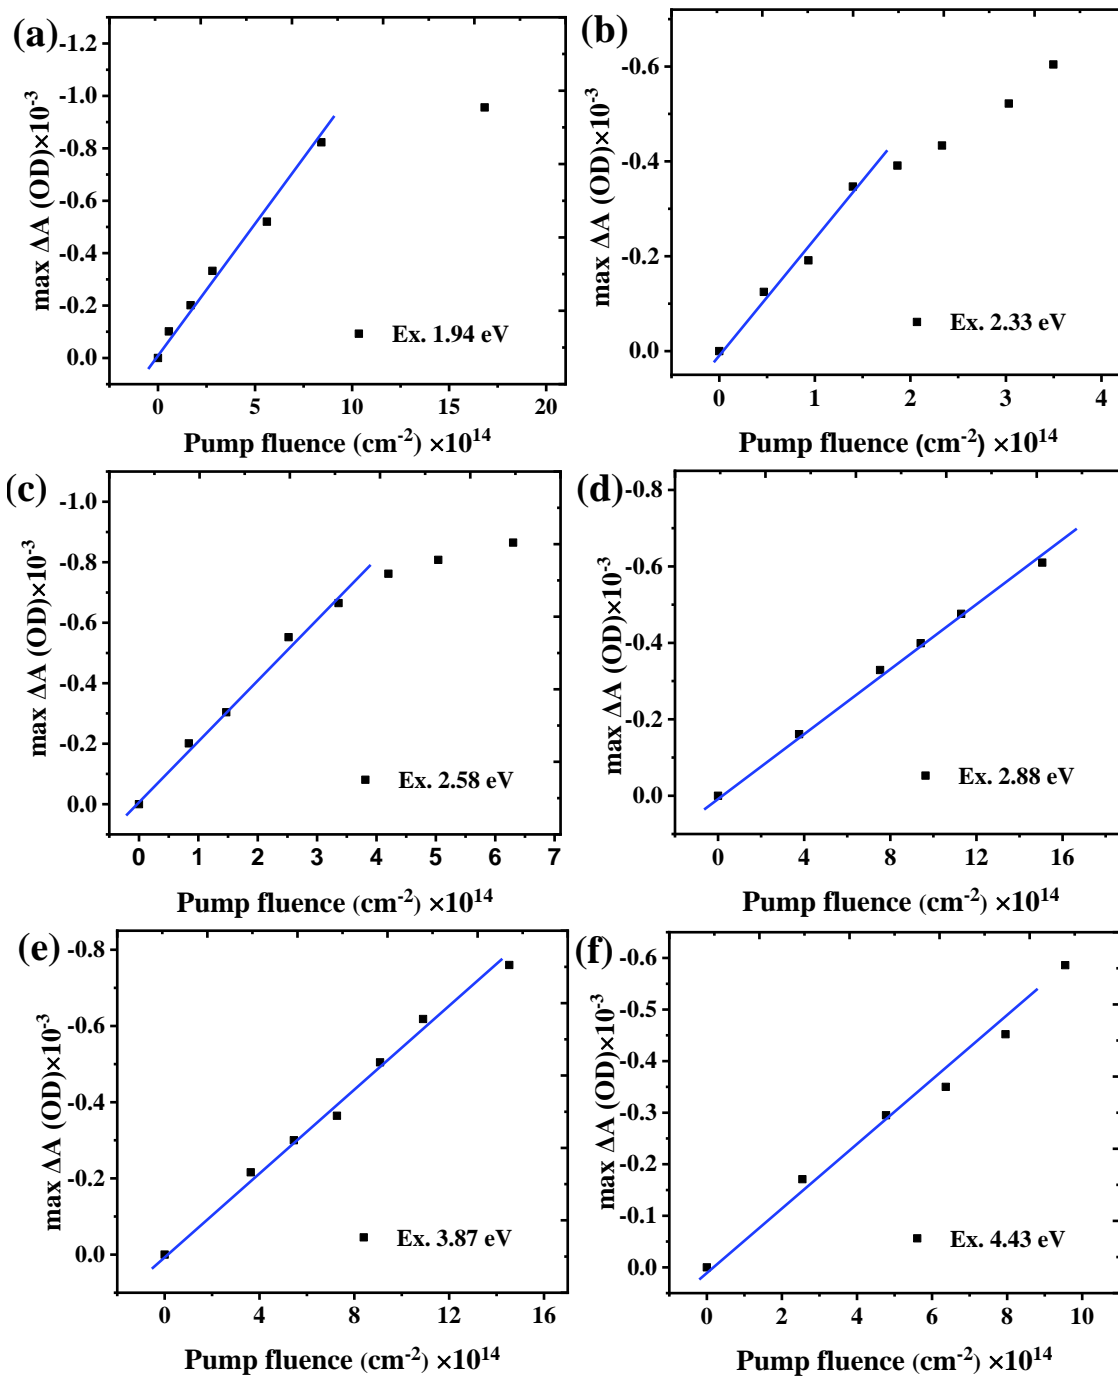 (a)
-1.2
-1.0
-0.8
-0.6
-0.4
-0.2
0.0
max ΔA (OD)×10⁻³
Ex. 1.94 eV
0 5 10 15 20
Pump fluence (cm⁻²) ×10¹⁴
(b)
-0.6
-0.4
-0.2
0.0
max ΔA (OD)×10⁻³
Ex. 2.33 eV
0 1 2 3 4
Pump fluence (cm⁻²) ×10¹⁴
(c)
-1.0
-0.8
-0.6
-0.4
-0.2
0.0
max ΔA (OD)×10⁻³
Ex. 2.58 eV
0 1 2 3 4 5 6 7
Pump fluence (cm⁻²) ×10¹⁴
(d)
-0.8
-0.6
-0.4
-0.2
0.0
max ΔA (OD)×10⁻³
Ex. 2.88 eV
0 4 8 12 16
Pump fluence (cm⁻²) ×10¹⁴
(e)
-0.8
-0.6
-0.4
-0.2
0.0
max ΔA (OD)×10⁻³
Ex. 3.87 eV
0 4 8 12 16
Pump fluence (cm⁻²) ×10¹⁴
(f)
-0.6
-0.5
-0.4
-0.3
-0.2
-0.1
0.0
max ΔA (OD)×10⁻³
Ex. 4.43 eV
0 2 4 6 8 10
Pump fluence (cm⁻²) ×10¹⁴